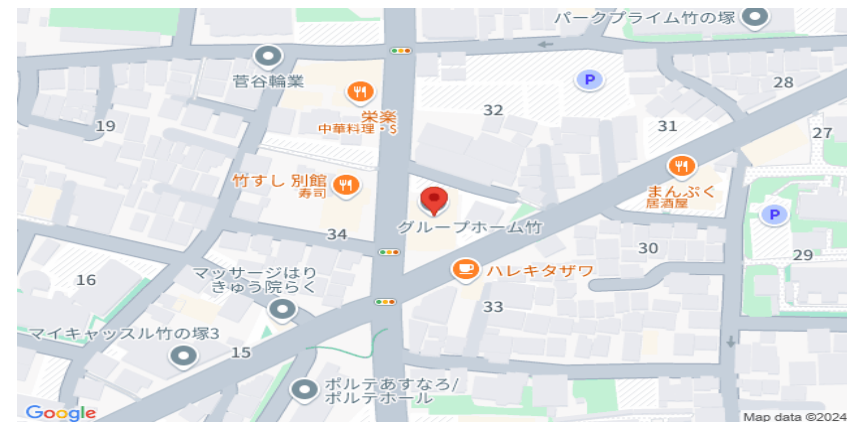 パークプライム竹の塚
P
菅谷輪業
28
栄楽
中華料理・S
32
19
31
27
竹すし 別館
寿司
まんぷく
居酒屋
P
グループホーム竹
34
30
29
マッサージはり
きゅう院らく
ハレキタザワ
16
33
マイキャッスル竹の塚3
15
ポルテあすなろ/
ポルテホール
Google
Map data ©2024